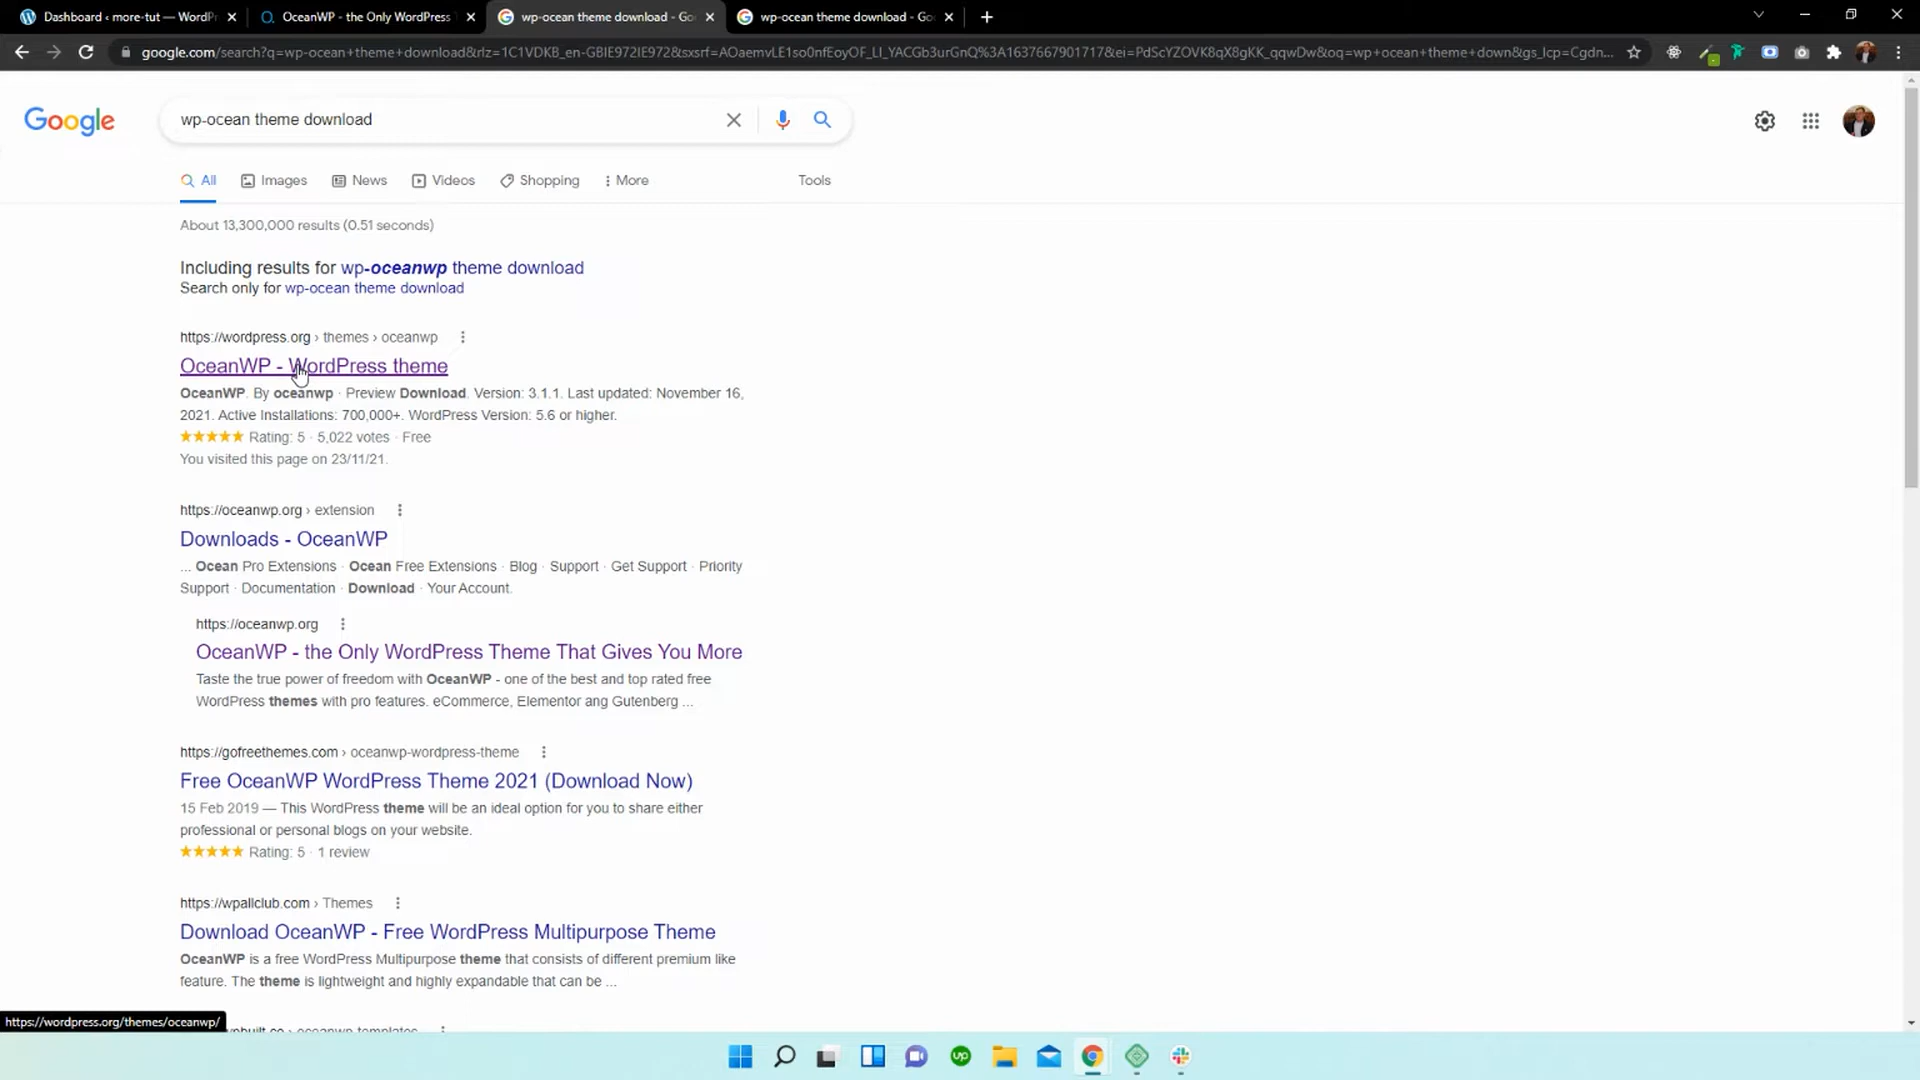 Dashboard ‹ more-tut — WordPr
OceanWP - the Only WordPress
wp-ocean theme download - Go
wp-ocean theme download - Go
google.com/search?q=wp-ocean+theme+download&rlz=1C1VDKB_en-GBIE972IE972&sxsrf=AOaemvLE1so0nfEoyOF_LI_YACGb3urGnQ%3A1637667901717&ei=PdScYZOVK8qX8gKK_qqwDw&oq=wp+ocean+theme+down&gs_lcp=Cgdn...
Google
wp-ocean theme download
All
Images
News
Videos
Shopping
More
Tools
About 13,300,000 results (0.51 seconds)
Including results for wp-oceanwp theme download
Search only for wp-ocean theme download
https://wordpress.org › themes › oceanwp
OceanWP - WordPress theme
OceanWP. By oceanwp · Preview Download. Version: 3.1.1. Last updated: November 16,
2021. Active Installations: 700,000+. WordPress Version: 5.6 or higher.
Rating: 5 · 5,022 votes · Free
You visited this page on 23/11/21.
https://oceanwp.org › extension
Downloads - OceanWP
... Ocean Pro Extensions · Ocean Free Extensions · Blog · Support · Get Support · Priority
Support · Documentation · Download · Your Account.
https://oceanwp.org
OceanWP - the Only WordPress Theme That Gives You More
Taste the true power of freedom with OceanWP - one of the best and top rated free
WordPress themes with pro features. eCommerce, Elementor ang Gutenberg ...
https://gofreethemes.com › oceanwp-wordpress-theme
Free OceanWP WordPress Theme 2021 (Download Now)
15 Feb 2019 — This WordPress theme will be an ideal option for you to share either
professional or personal blogs on your website.
Rating: 5 · 1 review
https://wpallclub.com › Themes
Download OceanWP - Free WordPress Multipurpose Theme
OceanWP is a free WordPress Multipurpose theme that consists of different premium like
feature. The theme is lightweight and highly expandable that can be ...
https://wordpress.org/themes/oceanwp/
up